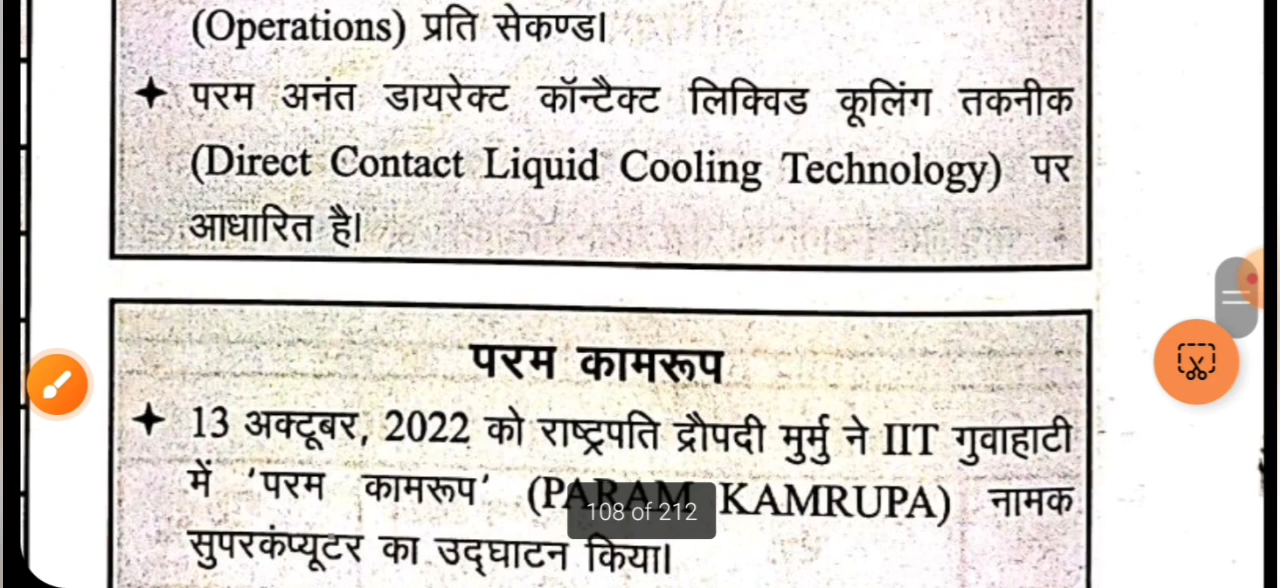 (Operations) प्रति सेकण्ड।
✦ परम अनंत डायरेक्ट कॉन्टैक्ट लिक्विड कूलिंग तकनीक
(Direct Contact Liquid Cooling Technology) पर
आधारित है।
परम कामरूप
✦ 13 अक्टूबर, 2022 को राष्ट्रपति द्रौपदी मुर्मु ने IIT गुवाहाटी
में 'परम कामरूप' (PARAM KAMRUPA) नामक
108 of 212
सुपरकंप्यूटर का उद्घाटन किया।